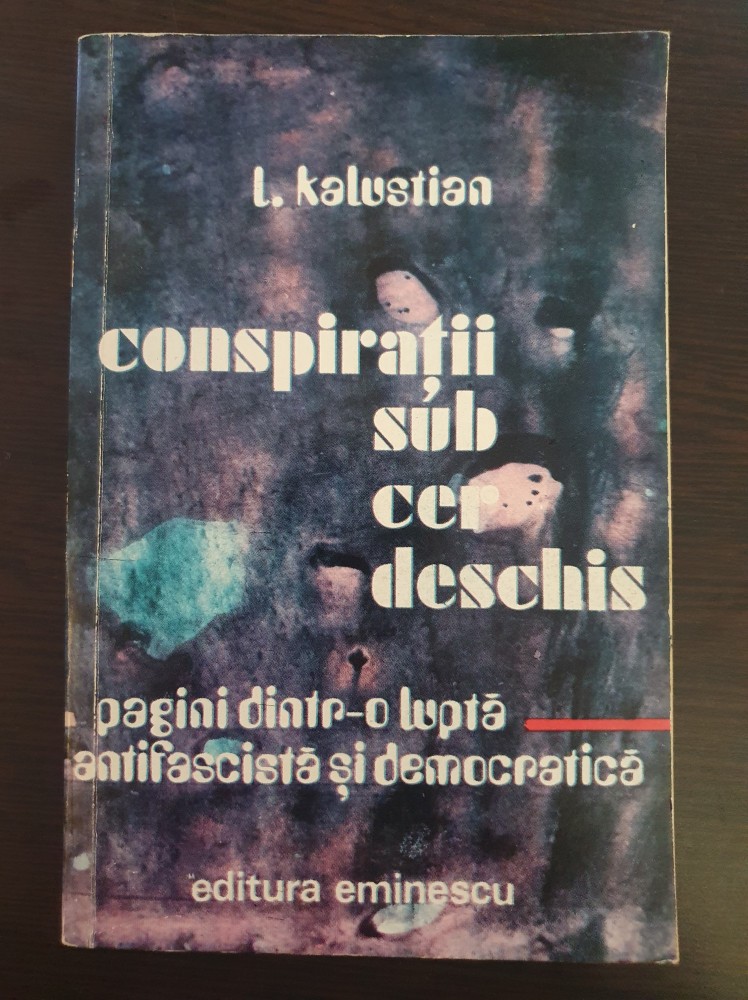 l. kalustian
conspirații
sub
cer
deschis
pagini dintr-o luptă
antifascistă și democratică
editura eminescu